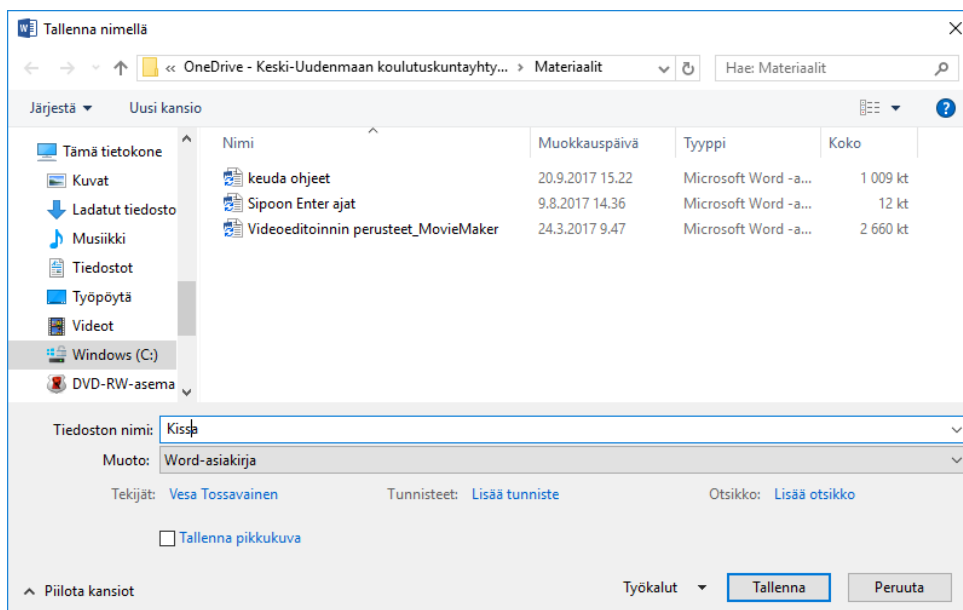 Tallenna nimellä
« OneDrive - Keski-Uudenmaan koulutuskuntayhty... › Materiaalit Hae: Materiaalit
Järjestä Uusi kansio
Nimi Muokkauspäivä Tyyppi Koko
Tämä tietokone
Kuvat
Ladatut tiedosto
Musiikki
Tiedostot
Työpöytä
Videot
Windows (C:)
DVD-RW-asema
keuda ohjeet 20.9.2017 15.22 Microsoft Word -a... 1 009 kt
Sipoon Enter ajat 9.8.2017 14.36 Microsoft Word -a... 12 kt
Videoeditoinnin perusteet_MovieMaker 24.3.2017 9.47 Microsoft Word -a... 2 660 kt
Tiedoston nimi: Kissa
Muoto: Word-asiakirja
Tekijät: Vesa Tossavainen Tunnisteet: Lisää tunniste Otsikko: Lisää otsikko
Tallenna pikkukuva
Piilota kansiot Työkalut Tallenna Peruuta